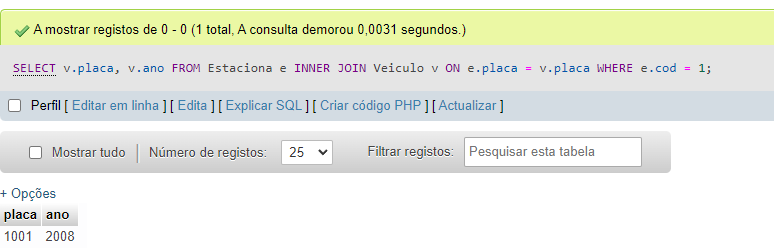 A mostrar registos de 0 - 0 (1 total, A consulta demorou 0,0031 segundos.)
SELECT v.placa, v.ano FROM Estaciona e INNER JOIN Veiculo v ON e.placa = v.placa WHERE e.cod = 1;
Perfil [ Editar em linha ] [ Edita ] [ Explicar SQL ] [ Criar código PHP ] [ Actualizar ]
Mostrar tudo | Número de registos: 25 Filtrar registos: Pesquisar esta tabela
+ Opções
placa ano
1001 2008